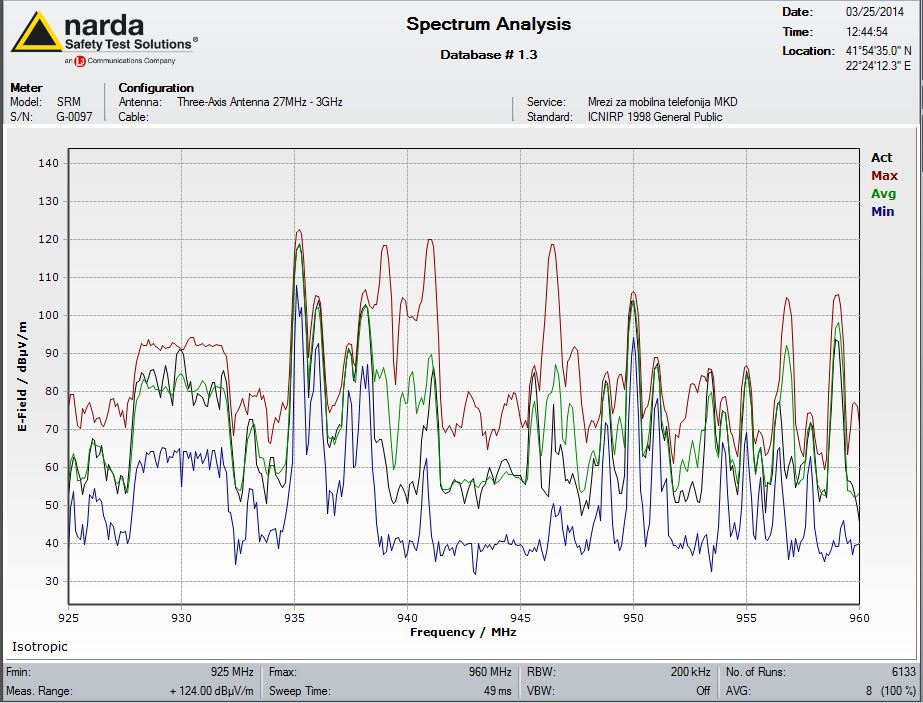 narda
Safety Test Solutions®
an L3 Communications Company
Spectrum Analysis
Database # 1.3
Date: 03/25/2014
Time: 12:44:54
Location: 41°54'35.0" N
22°24'12.3" E
Meter
Model: SRM
S/N: G-0097
Configuration
Antenna: Three-Axis Antenna 27MHz - 3GHz
Cable:
Service: Mrezi za mobilna telefonija MKD
Standard: ICNIRP 1998 General Public
Act
Max
Avg
Min
E-Field / dBµV/m
140
130
120
110
100
90
80
70
60
50
40
30
925 930 935 940 945 950 955 960
Frequency / MHz
Isotropic
Fmin: 925 MHz Fmax: 960 MHz RBW: 200 kHz No. of Runs: 6133
Meas. Range: + 124.00 dBµV/m Sweep Time: 49 ms VBW: Off AVG: 8 (100 %)